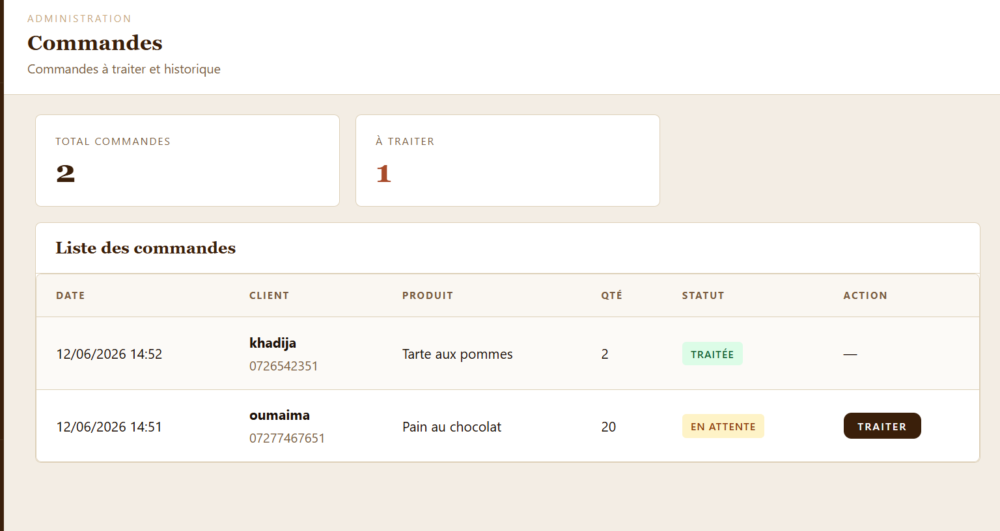 ADMINISTRATION
Commandes
Commandes à traiter et historique
TOTAL COMMANDES
2
À TRAITER
1
Liste des commandes
DATE CLIENT PRODUIT QTÉ STATUT ACTION
12/06/2026 14:52 khadija 0726542351 Tarte aux pommes 2 TRAITÉE —
12/06/2026 14:51 oumaima 07277467651 Pain au chocolat 20 EN ATTENTE TRAITER